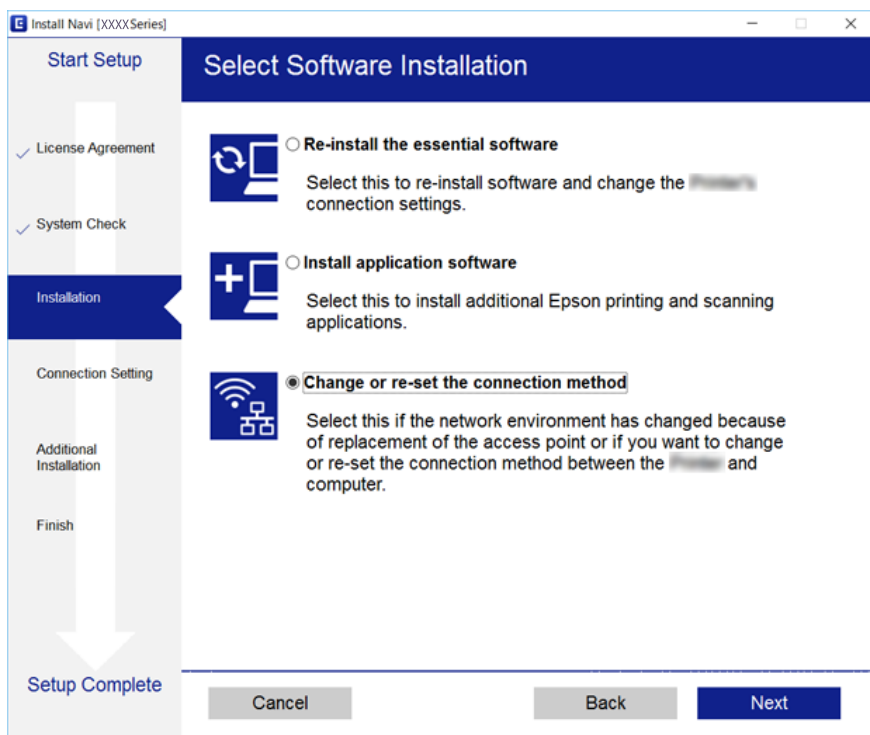 Install Navi [XXXX Series]
Start Setup
License Agreement
System Check
Installation
Connection Setting
Additional
Installation
Finish
Setup Complete
Select Software Installation
Re-install the essential software
Select this to re-install software and change the
connection settings.
Install application software
Select this to install additional Epson printing and scanning
applications.
Change or re-set the connection method
Select this if the network environment has changed because
of replacement of the access point or if you want to change
or re-set the connection method between the and
computer.
Cancel
Back
Next